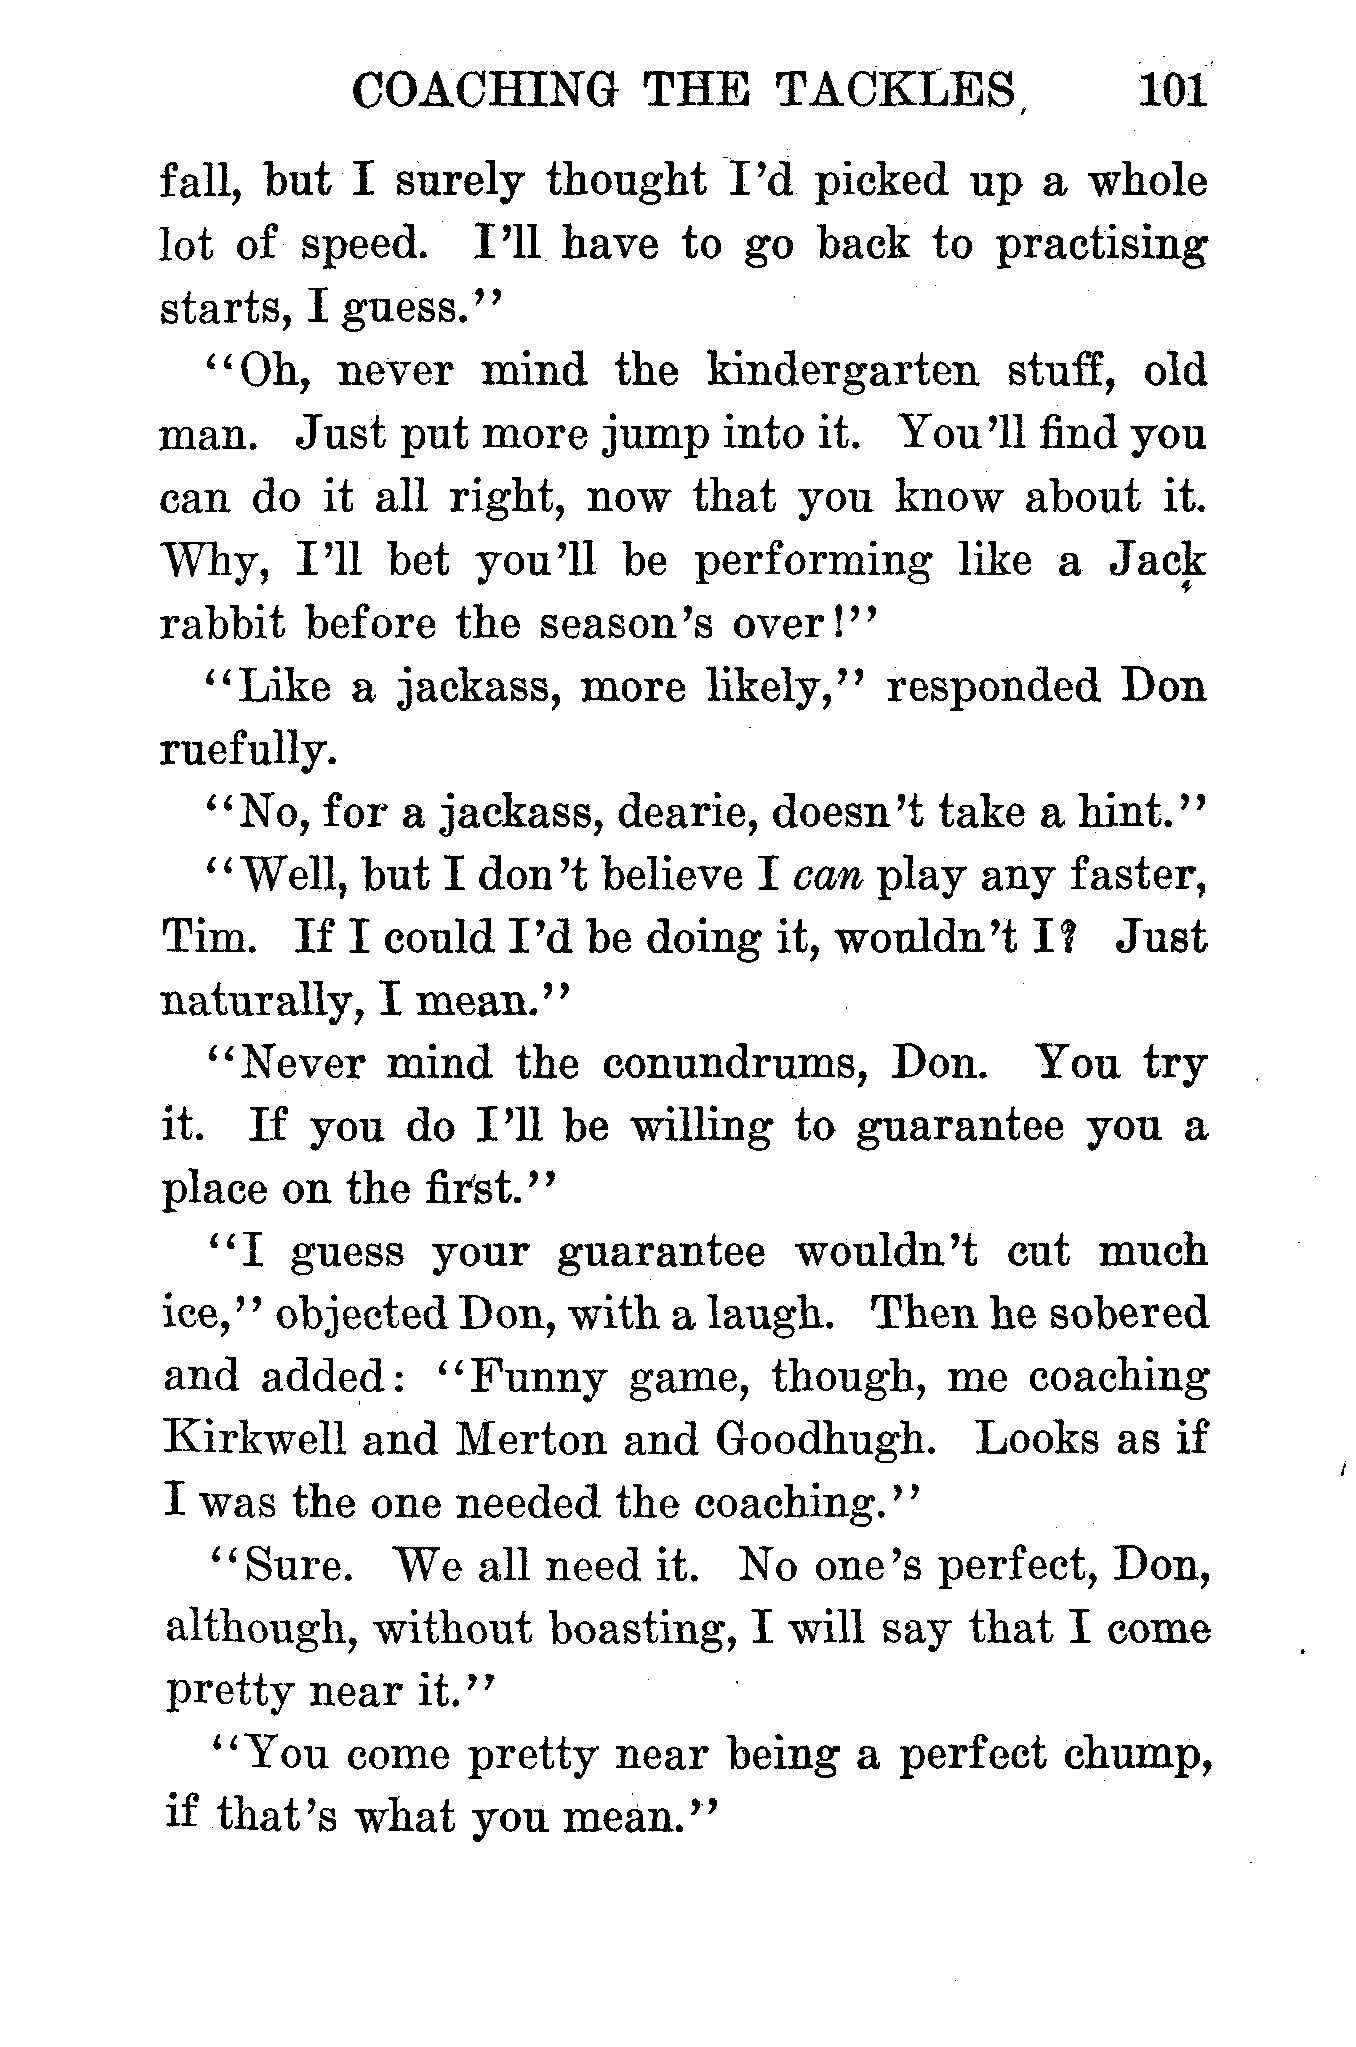 COACHING THE TACKLES 101
fall, but I surely thought I'd picked up a whole
lot of speed. I'll have to go back to practising
starts, I guess."
"Oh, never mind the kindergarten stuff, old
man. Just put more jump into it. You'll find you
can do it all right, now that you know about it.
Why, I'll bet you'll be performing like a Jack
rabbit before the season's over!"
"Like a jackass, more likely," responded Don
ruefully.
"No, for a jackass, dearie, doesn't take a hint."
"Well, but I don't believe I can play any faster,
Tim. If I could I'd be doing it, wouldn't I? Just
naturally, I mean."
"Never mind the conundrums, Don. You try
it. If you do I'll be willing to guarantee you a
place on the first."
"I guess your guarantee wouldn't cut much
ice," objected Don, with a laugh. Then he sobered
and added: "Funny game, though, me coaching
Kirkwell and Merton and Goodhugh. Looks as if
I was the one needed the coaching."
"Sure. We all need it. No one's perfect, Don,
although, without boasting, I will say that I come
pretty near it."
"You come pretty near being a perfect chump,
if that's what you mean."